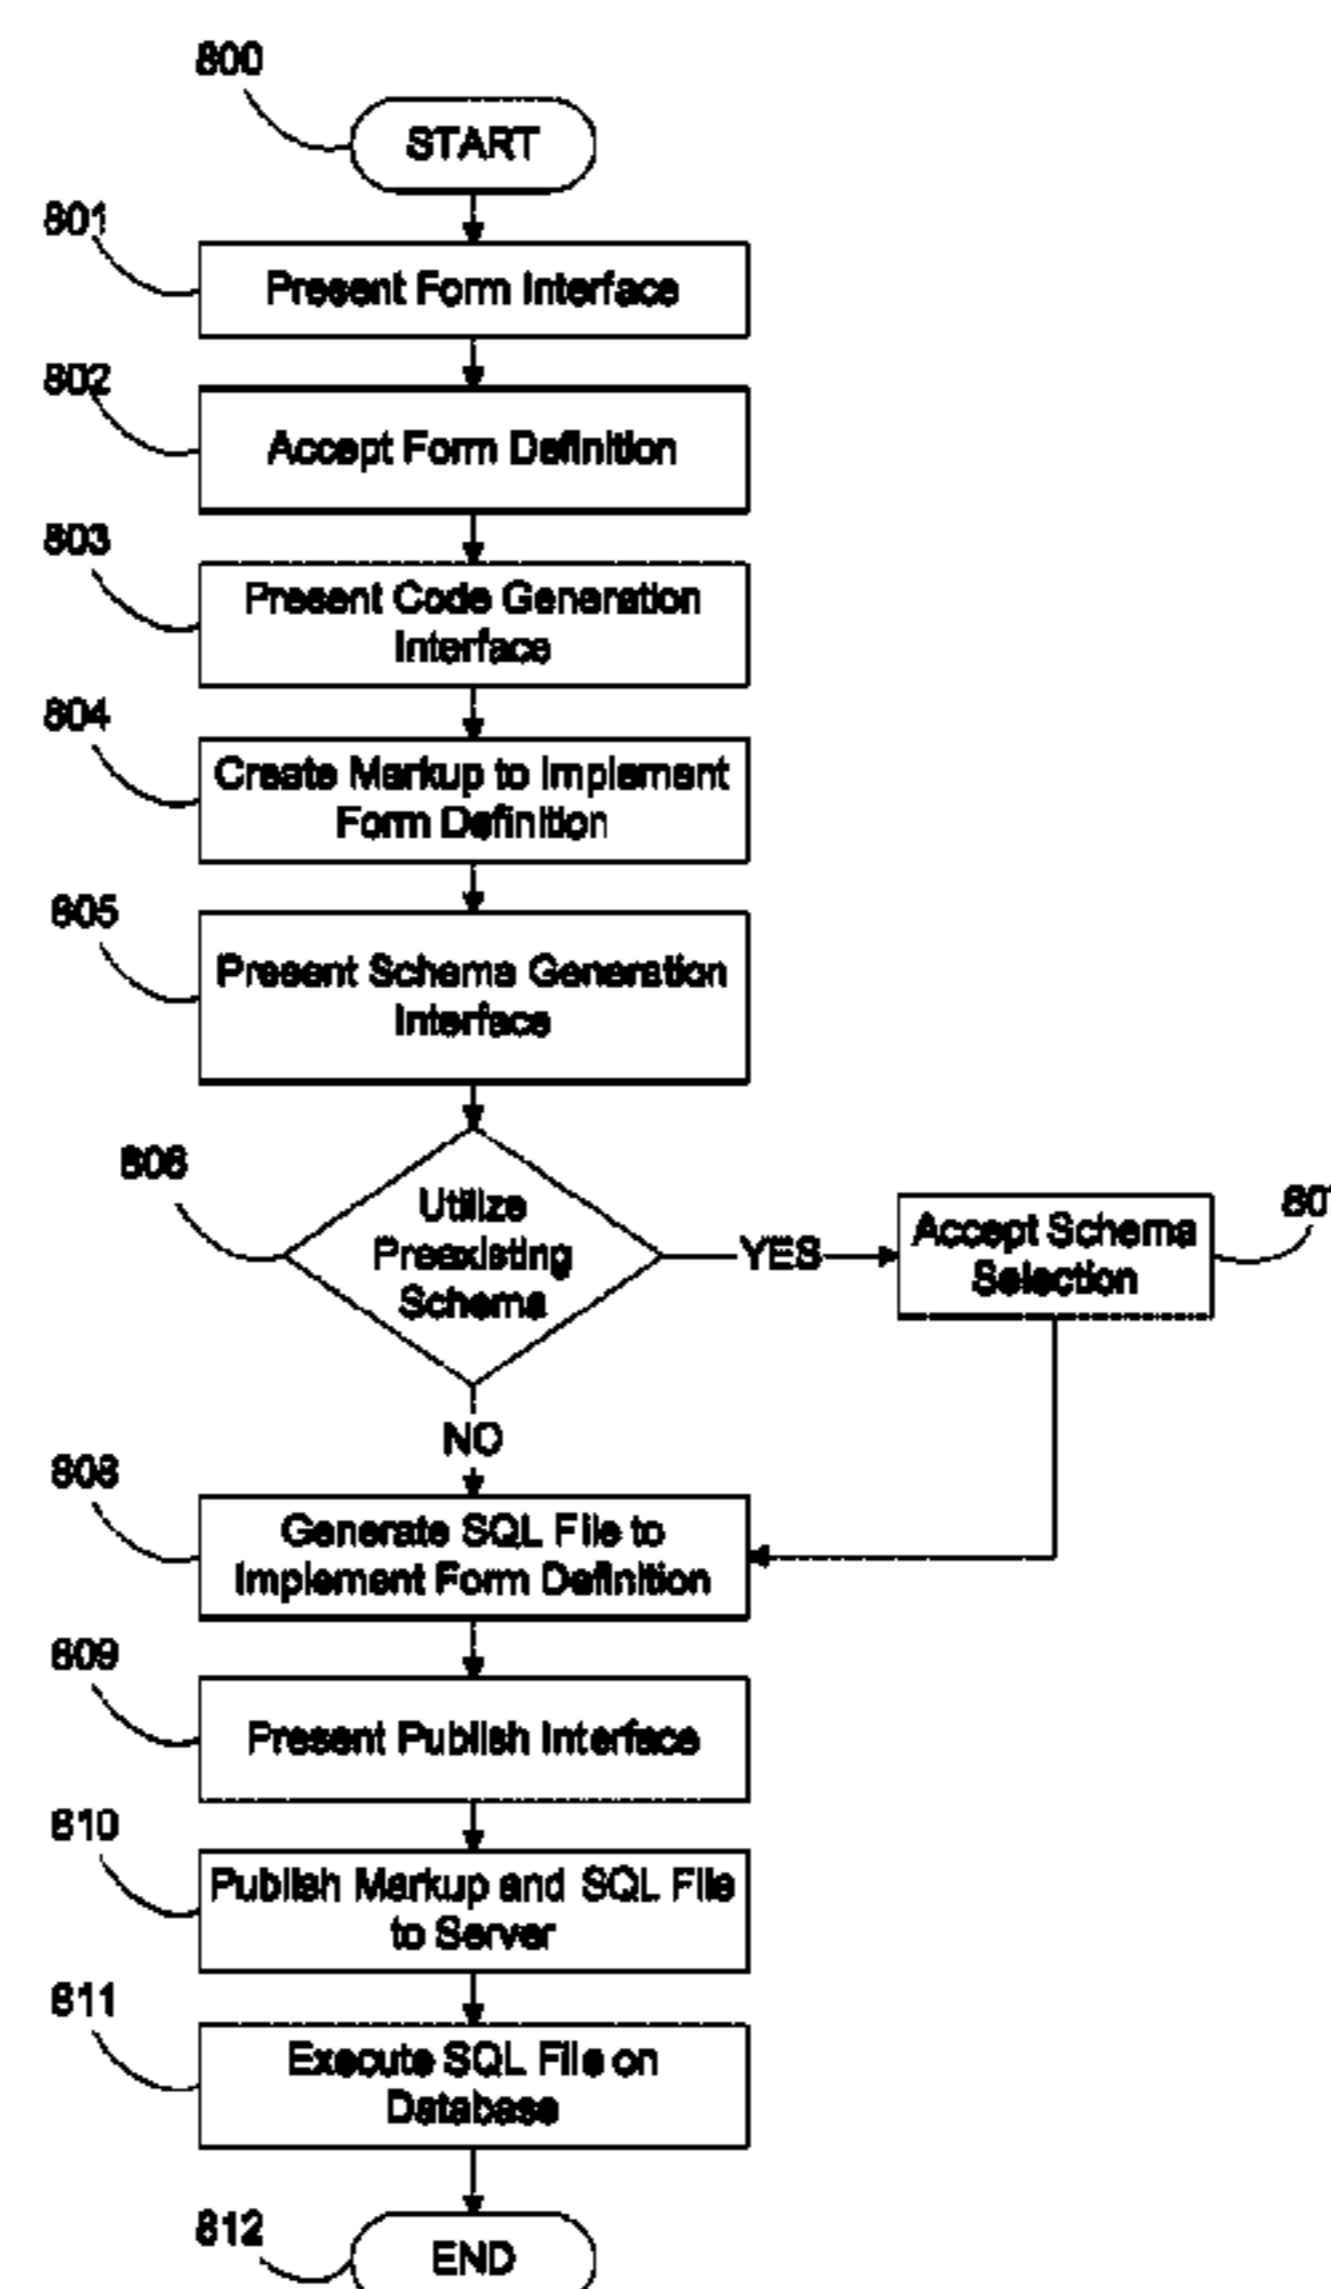 800
START
801
Present Form Interface
802
Accept Form Definition
803
Present Code Generation
Interface
804
Create Markup to Implement
Form Definition
805
Present Schema Generation
Interface
806
Utilize
Preexisting
Schema
YES
Accept Schema
Selection
NO
808
Generate SQL File to
Implement Form Definition
809
Present Publish Interface
810
Publish Markup and SQL File
to Server
811
Execute SQL File on
Database
812
END